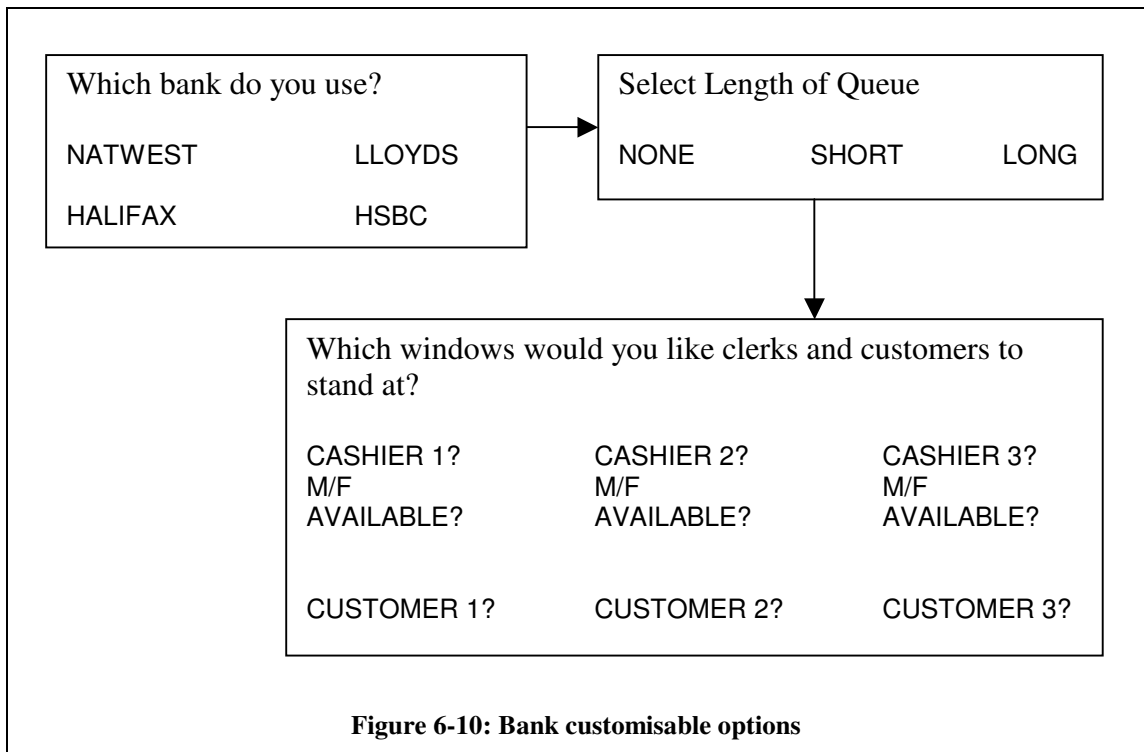 Which bank do you use?
NATWEST LLOYDS
HALIFAX HSBC
Select Length of Queue
NONE SHORT LONG
Which windows would you like clerks and customers to
stand at?
CASHIER 1? CASHIER 2? CASHIER 3?
M/F M/F M/F
AVAILABLE? AVAILABLE? AVAILABLE?
CUSTOMER 1? CUSTOMER 2? CUSTOMER 3?
Figure 6-10: Bank customisable options